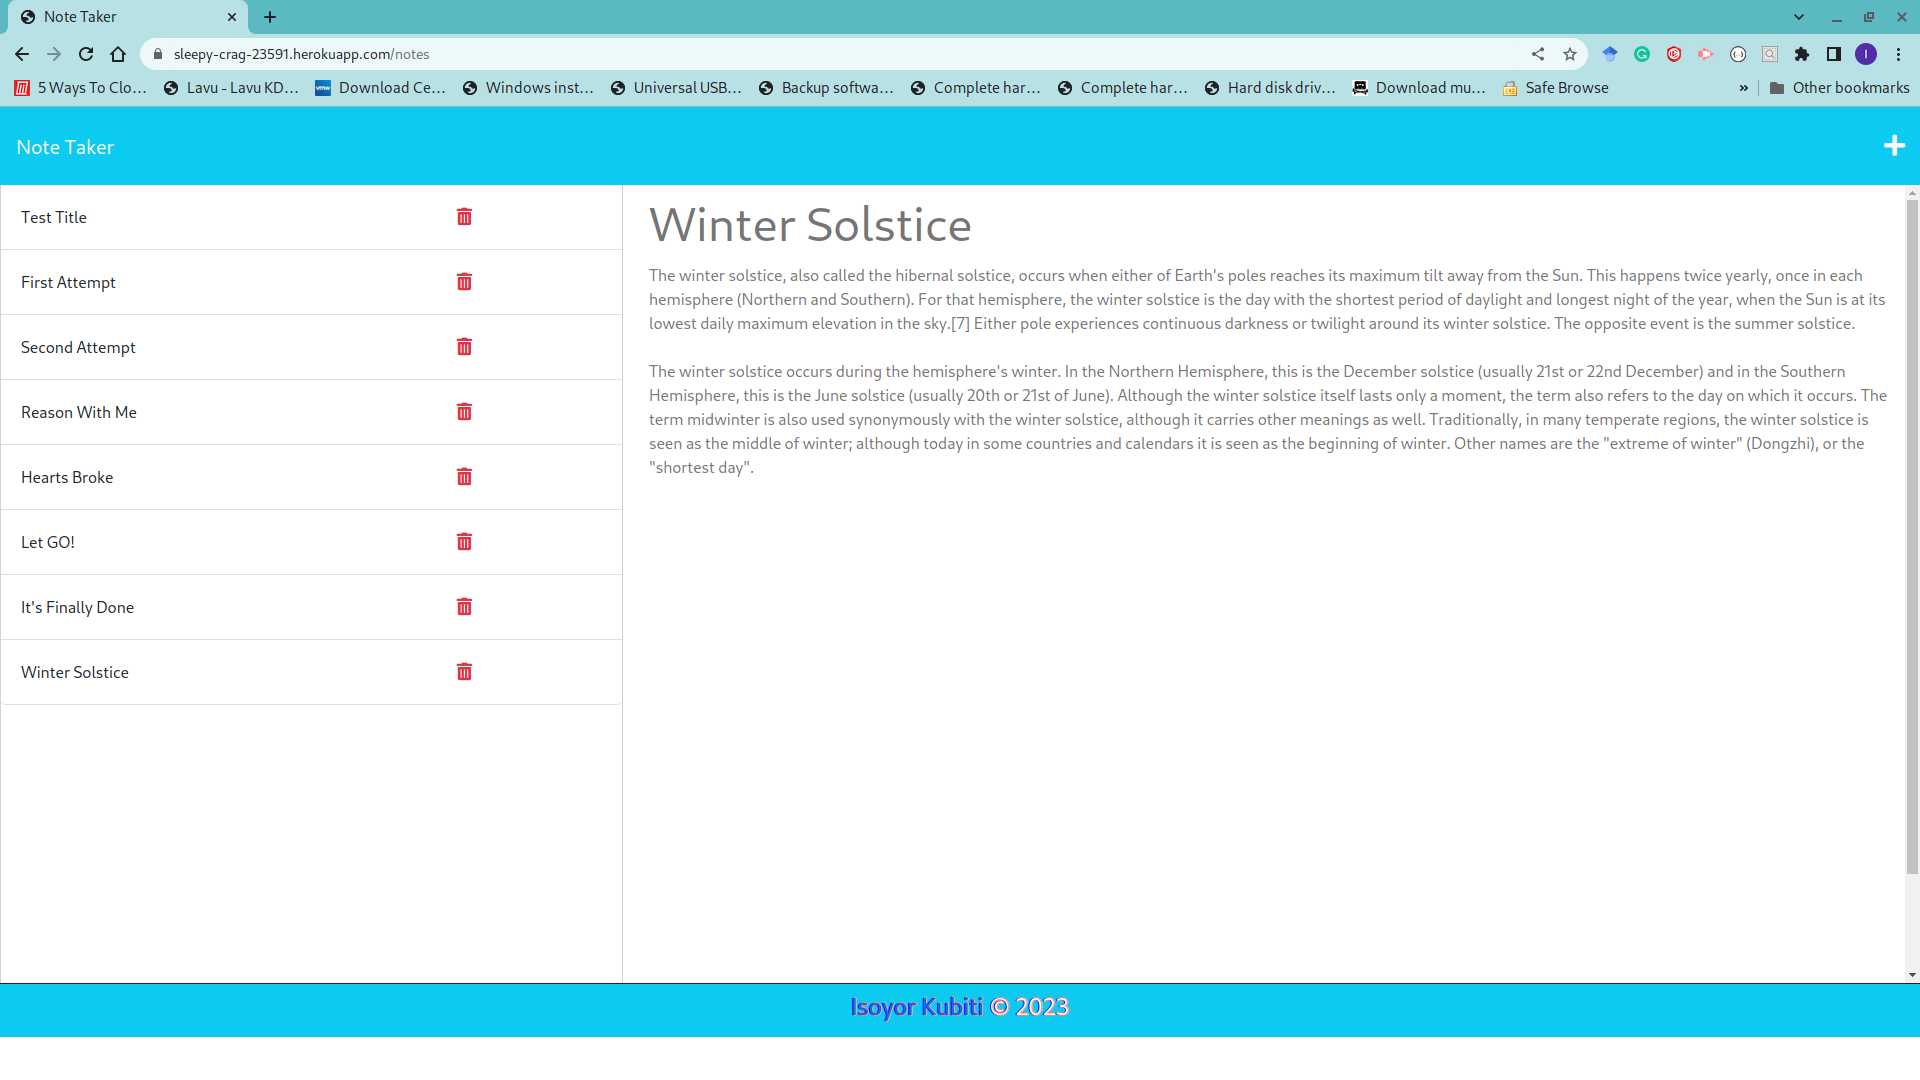 Note Taker
sleepy-crag-23591.herokuapp.com/notes
I
5 Ways To Clo... Lavu - Lavu KD... Download Ce... Windows inst... Universal USB... Backup softwa... Complete har... Complete har... Hard disk driv... Download mu... Safe Browse » Other bookmarks
Note Taker
Test Title
First Attempt
Second Attempt
Reason With Me
Hearts Broke
Let GO!
It's Finally Done
Winter Solstice
Winter Solstice
The winter solstice, also called the hibernal solstice, occurs when either of Earth's poles reaches its maximum tilt away from the Sun. This happens twice yearly, once in each
hemisphere (Northern and Southern). For that hemisphere, the winter solstice is the day with the shortest period of daylight and longest night of the year, when the Sun is at its
lowest daily maximum elevation in the sky.[7] Either pole experiences continuous darkness or twilight around its winter solstice. The opposite event is the summer solstice.
The winter solstice occurs during the hemisphere's winter. In the Northern Hemisphere, this is the December solstice (usually 21st or 22nd December) and in the Southern
Hemisphere, this is the June solstice (usually 20th or 21st of June). Although the winter solstice itself lasts only a moment, the term also refers to the day on which it occurs. The
term midwinter is also used synonymously with the winter solstice, although it carries other meanings as well. Traditionally, in many temperate regions, the winter solstice is
seen as the middle of winter; although today in some countries and calendars it is seen as the beginning of winter. Other names are the "extreme of winter" (Dongzhi), or the
"shortest day".
Isoyor Kubiti © 2023